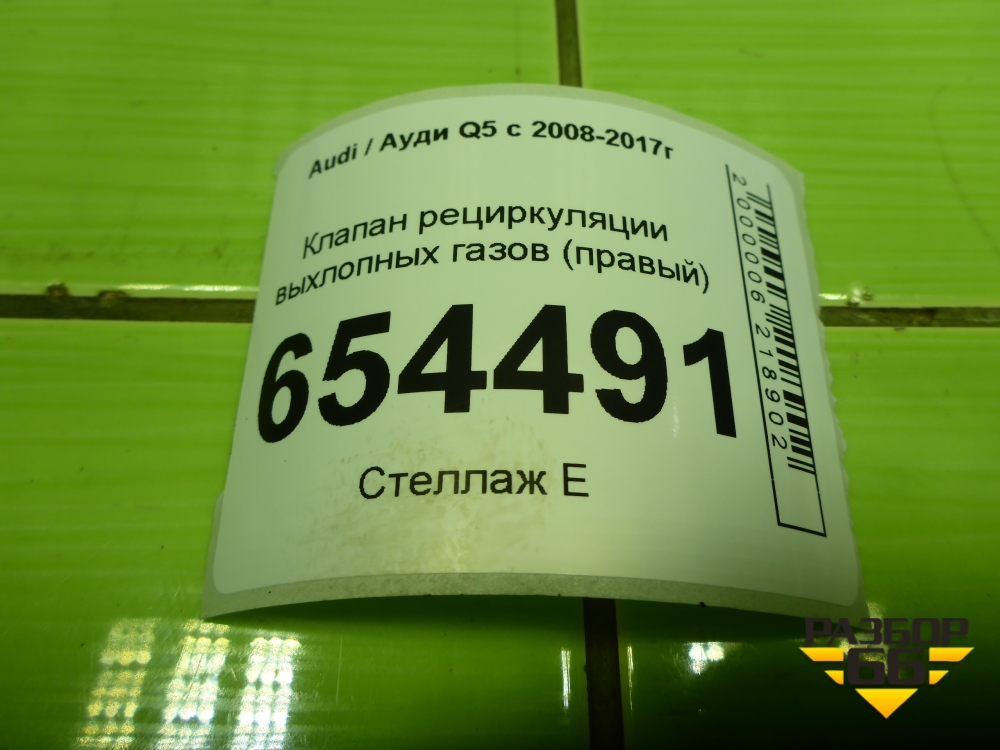 Audi / Ауди Q5 с 2008-2017г
Клапан рециркуляции
выхлопных газов (правый)
654491
Стеллаж Е
2000006218902
РАЗБОР
66